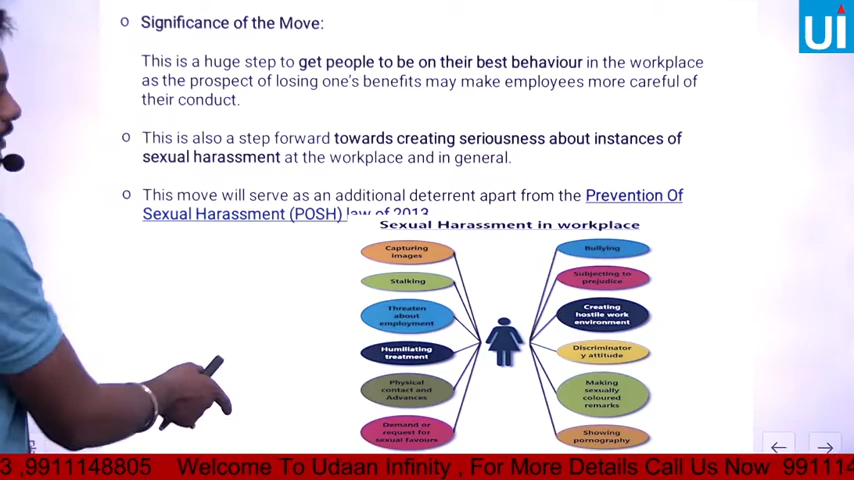 UI
o Significance of the Move:
This is a huge step to get people to be on their best behaviour in the workplace
as the prospect of losing one's benefits may make employees more careful of
their conduct.
o This is also a step forward towards creating seriousness about instances of
sexual harassment at the workplace and in general.
o This move will serve as an additional deterrent apart from the Prevention Of
Sexual Harassment (POSH) law of 2013
Sexual Harassment in workplace
Capturing
images
Stalking
Threaten
about
employment
Humiliating
treatment
Physical
contact and
Advances
Demand or
request for
sexual favours
Bullying
Subjecting to
prejudice
Creating
hostile work
environment
Discriminator
y attitude
Making
sexually
coloured
remarks
Showing
pornography
3 ,9911148805 Welcome To Udaan Infinity , For More Details Call Us Now 991114